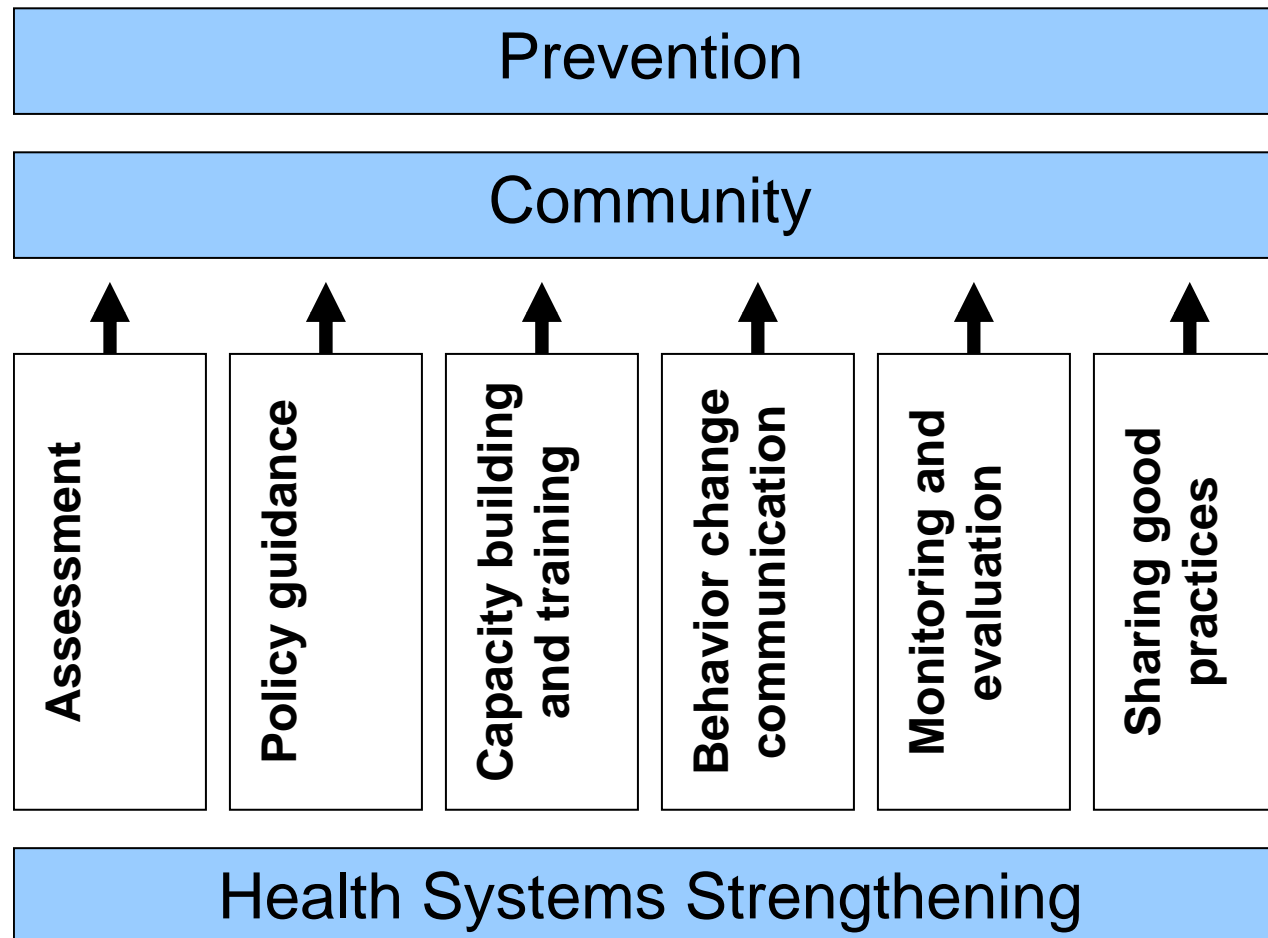 Prevention
Community
Assessment
Policy guidance
Capacity building
and training
Behavior change
communication
Monitoring and
evaluation
Sharing good
practices
Health Systems Strengthening